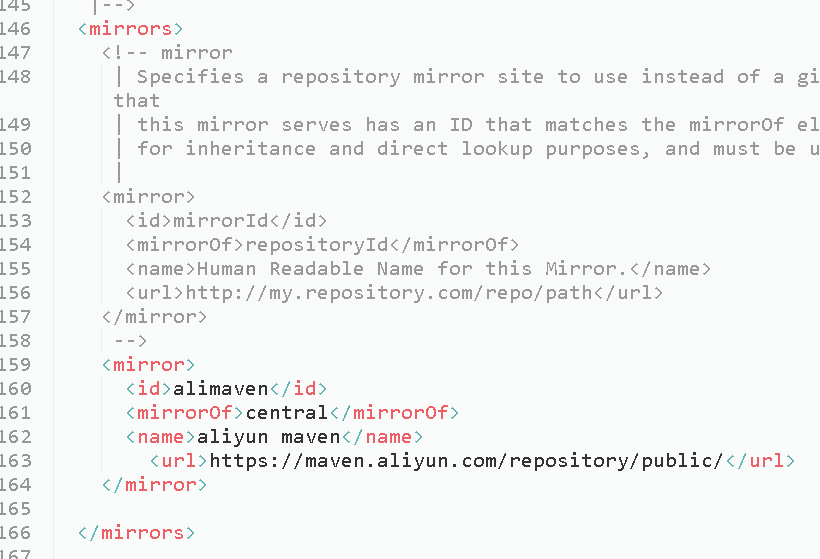 145 |-->
146 <mirrors>
147 <!-- mirror
148 | Specifies a repository mirror site to use instead of a gi
that
149 | this mirror serves has an ID that matches the mirrorOf el
150 | for inheritance and direct lookup purposes, and must be u
151 |
152 <mirror>
153 <id>mirrorId</id>
154 <mirrorOf>repositoryId</mirrorOf>
155 <name>Human Readable Name for this Mirror.</name>
156 <url>http://my.repository.com/repo/path</url>
157 </mirror>
158 -->
159 <mirror>
160 <id>alimaven</id>
161 <mirrorOf>central</mirrorOf>
162 <name>aliyun maven</name>
163 <url>https://maven.aliyun.com/repository/public/</url>
164 </mirror>
165
166 </mirrors>
167